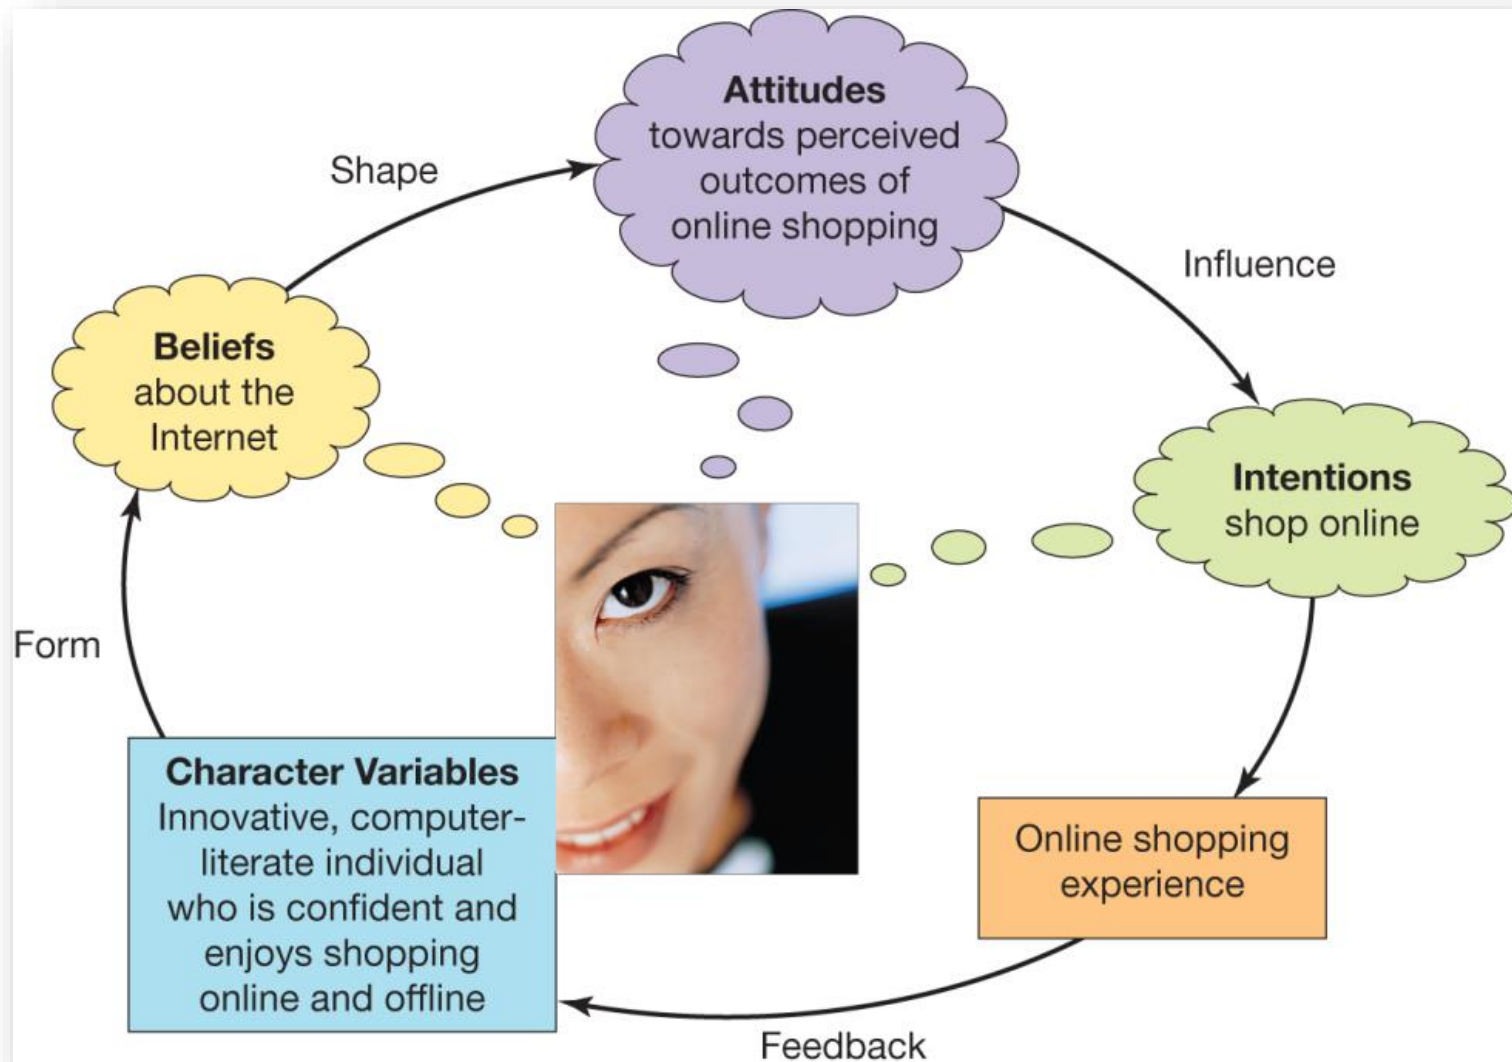 Attitudes
towards perceived
outcomes of
online shopping
Shape
Influence
Beliefs
about the
Internet
Intentions
shop online
Form
Character Variables
Innovative, computer-
literate individual
who is confident and
enjoys shopping
online and offline
Online shopping
experience
Feedback